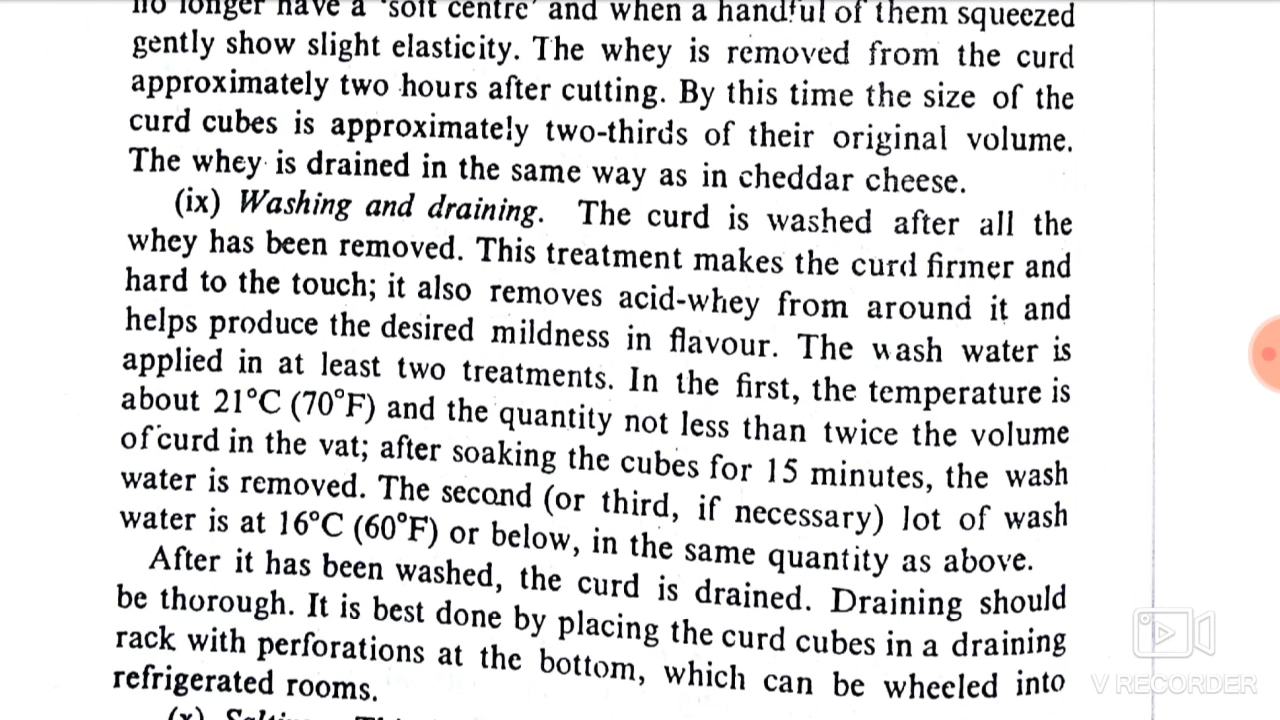 no longer have a 'soft centre' and when a handful of them squeezed
gently show slight elasticity. The whey is removed from the curd
approximately two hours after cutting. By this time the size of the
curd cubes is approximately two-thirds of their original volume.
The whey is drained in the same way as in cheddar cheese.
(ix) Washing and draining. The curd is washed after all the
whey has been removed. This treatment makes the curd firmer and
hard to the touch; it also removes acid-whey from around it and
helps produce the desired mildness in flavour. The wash water is
applied in at least two treatments. In the first, the temperature is
about 21°C (70°F) and the quantity not less than twice the volume
of curd in the vat; after soaking the cubes for 15 minutes, the wash
water is removed. The second (or third, if necessary) lot of wash
water is at 16°C (60°F) or below, in the same quantity as above.
After it has been washed, the curd is drained. Draining should
be thorough. It is best done by placing the curd cubes in a draining
rack with perforations at the bottom, which can be wheeled into
refrigerated rooms.
(x) Salting. This
V RECORDER